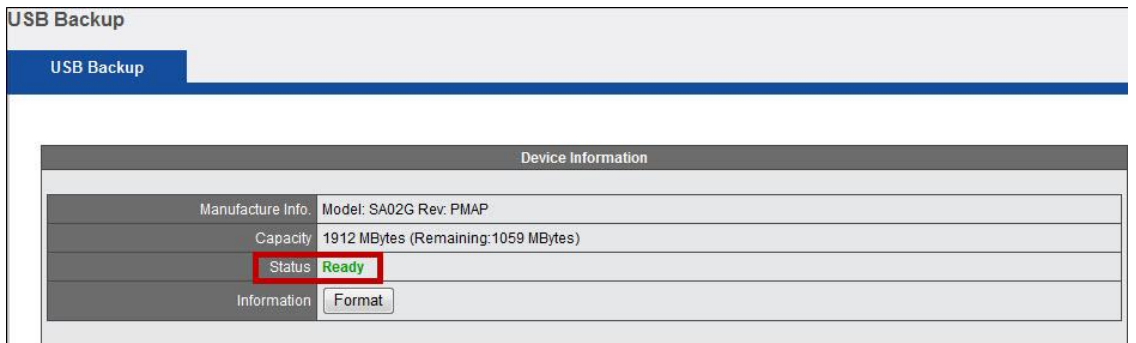 USB Backup
USB Backup
Device Information
Manufacture Info. Model: SA02G Rev: PMAP
Capacity 1912 MBytes (Remaining:1059 MBytes)
Status Ready
Information Format